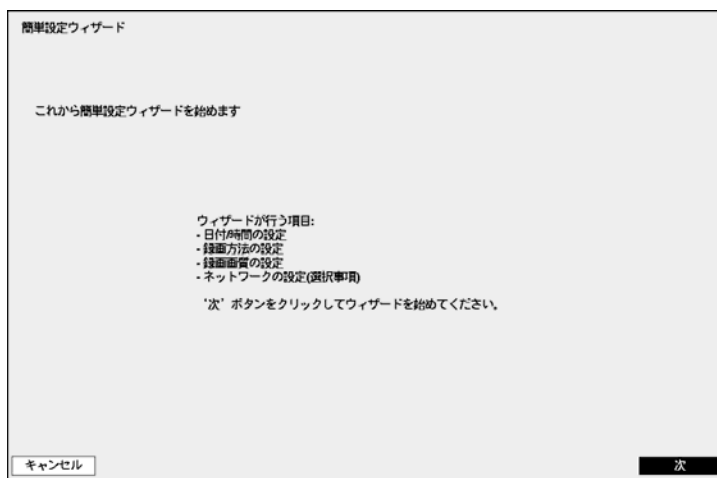 簡単設定ウィザード
これから簡単設定ウィザードを始めます
ウィザードが行う項目:
- 日付/時間の設定
- 録画方法の設定
- 録画画質の設定
- ネットワークの設定(選択事項)
'次' ボタンをクリックしてウィザードを始めてください。
キャンセル
次